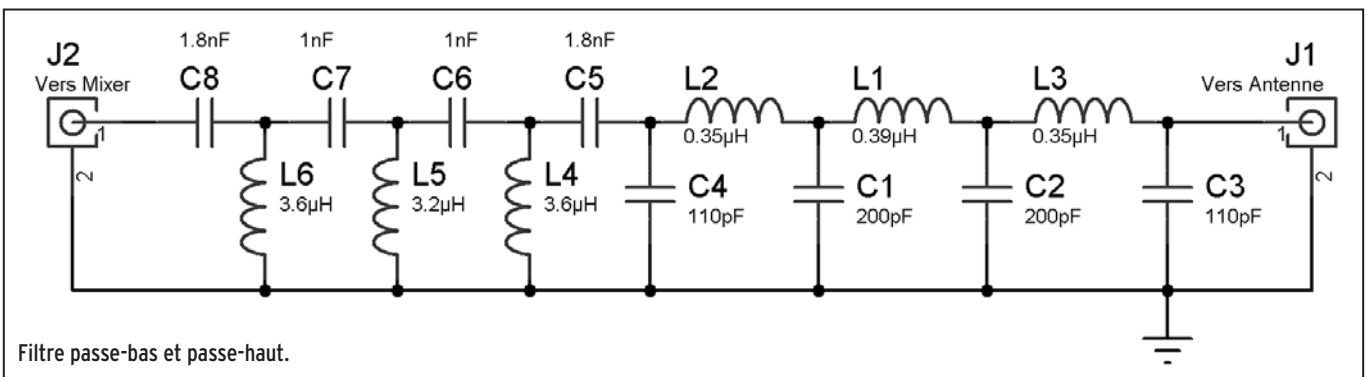 1.8nF 1nF 1nF 1.8nF
J2 C8 C7 C6 C5 L2 L1 L3 J1
Vers Mixer Vers Antenne
1 0.35µH 0.39µH 0.35µH 1
2 L6 L5 L4 C4 C1 C2 C3 2
3.6µH 3.2µH 3.6µH 110pF 200pF 200pF 110pF
Filtre passe-bas et passe-haut.